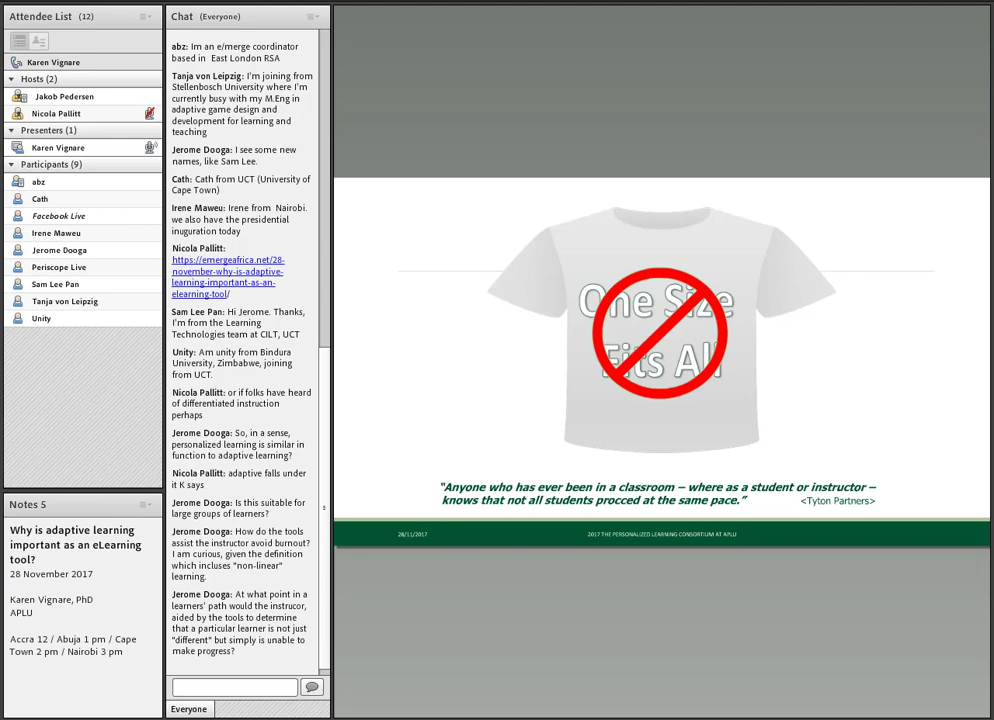 Attendee List (12)
Karen Vignare
Hosts (2)
Jakob Pedersen
Nicola Pallitt
Presenters (1)
Karen Vignare
Participants (9)
abz
Cath
Facebook Live
Irene Maweu
Jerome Dooga
Periscope Live
Sam Lee Pan
Tanja von Leipzig
Unity
Notes 5
Why is adaptive learning
important as an eLearning
tool?
28 November 2017
Karen Vignare, PhD
APLU
Accra 12 / Abuja 1 pm / Cape
Town 2 pm / Nairobi 3 pm
Chat (Everyone)
abz: Im an e/merge coordinator
based in East London RSA
Tanja von Leipzig: I'm joining from
Stellenbosch University where I'm
currently busy with my M.Eng in
adaptive game design and
development for learning and
teaching
Jerome Dooga: I see some new
names, like Sam Lee.
Cath: Cath from UCT (University of
Cape Town)
Irene Maweu: Irene from Nairobi.
we also have the presidential
inuguration today
Nicola Pallitt:
https://emergeafrica.net/28-
november-why-is-adaptive-
learning-important-as-an-
elearning-tool/
Sam Lee Pan: Hi Jerome. Thanks,
I'm from the Learning
Technologies team at CILT, UCT
Unity: Am unity from Bindura
University, Zimbabwe, joining
from UCT.
Nicola Pallitt: or if folks have heard
of differentiated instruction
perhaps
Jerome Dooga: So, in a sense,
personalized learning is similar in
function to adaptive learning?
Nicola Pallitt: adaptive falls under
it K says
Jerome Dooga: Is this suitable for
large groups of learners?
Jerome Dooga: How do the tools
assist the instructor avoid burnout?
I am curious, given the definition
which incluses "non-linear"
learning.
Jerome Dooga: At what point in a
learners' path would the instrucor,
aided by the tools to determine
that a particular learner is not just
"different" but simply is unable to
make progress?
Everyone
One Size
Fits All
"Anyone who has ever been in a classroom – where as a student or instructor –
knows that not all students procced at the same pace." <Tyton Partners>
28/11/2017 2017 THE PERSONALIZED LEARNING CONSORTIUM AT APLU